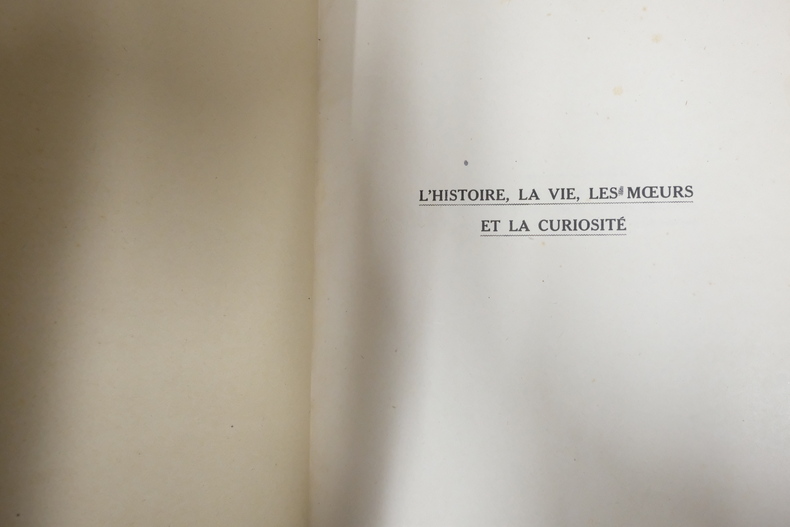 L'HISTOIRE, LA VIE, LES MŒURS
ET LA CURIOSITÉ